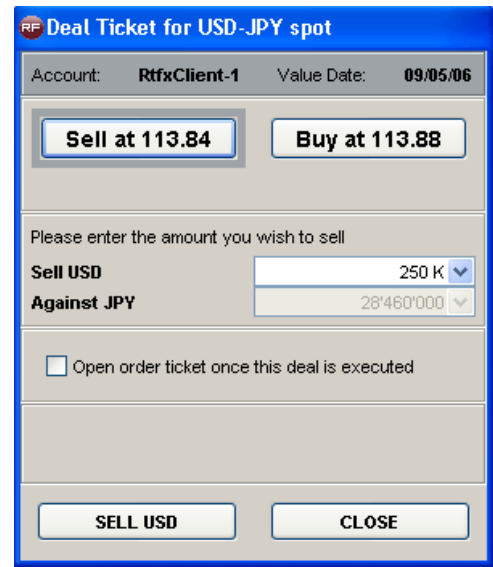 RF Deal Ticket for USD-JPY spot
Account: RtfxClient-1 Value Date: 09/05/06
Sell at 113.84 Buy at 113.88
Please enter the amount you wish to sell
Sell USD 250 K
Against JPY 28'460'000
Open order ticket once this deal is executed
SELL USD CLOSE